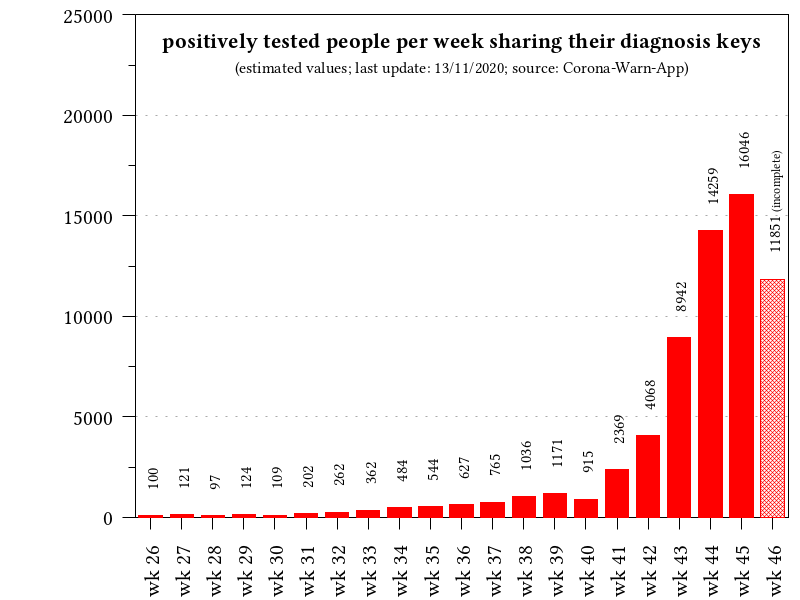 positively tested people per week sharing their diagnosis keys
(estimated values; last update: 13/11/2020; source: Corona-Warn-App)
25000
20000
15000
10000
5000
0
100
121
97
124
109
202
262
362
484
544
627
765
1036
1171
915
2369
4068
8942
14259
16046
11851 (incomplete)
wk 26
wk 27
wk 28
wk 29
wk 30
wk 31
wk 32
wk 33
wk 34
wk 35
wk 36
wk 37
wk 38
wk 39
wk 40
wk 41
wk 42
wk 43
wk 44
wk 45
wk 46